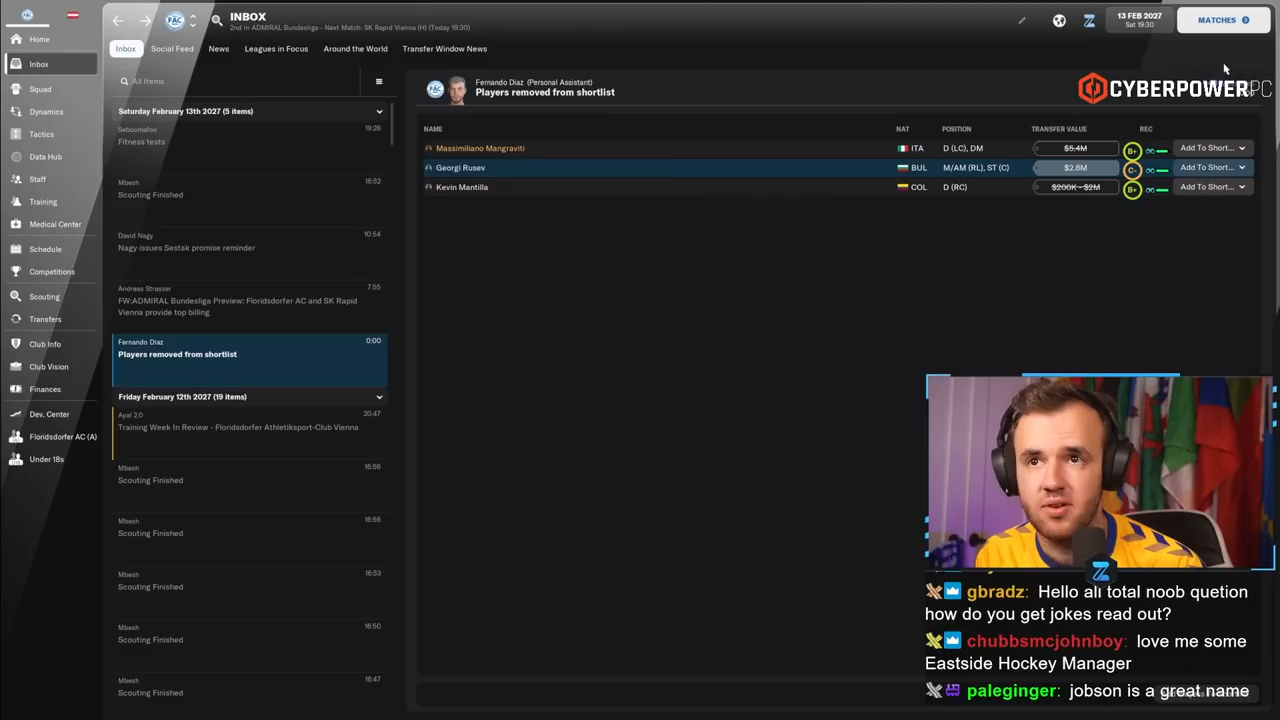 INBOX
2nd in ADMIRAL Bundesliga - Next Match: SK Rapid Vienna (H) (Today 19:30)
13 FEB 2027
Sat 19:30
MATCHES
Home
Inbox
Squad
Dynamics
Tactics
Data Hub
Staff
Training
Medical Center
Schedule
Competitions
Scouting
Transfers
Club Info
Club Vision
Finances
Dev. Center
Floridsdorfer AC (A)
Under 18s
Inbox
Social Feed
News
Leagues in Focus
Around the World
Transfer Window News
All Items
Saturday February 13th 2027 (5 items)
Seboomafoo
19:28
Fitness tests
Mbesh
16:52
Scouting Finished
David Nagy
10:54
Nagy issues Sestak promise reminder
Andreas Strasser
7:55
FW:ADMIRAL Bundesliga Preview: Floridsdorfer AC and SK Rapid
Vienna provide top billing
Fernando Diaz
0:00
Players removed from shortlist
Friday February 12th 2027 (19 items)
Ayal 2.0
20:47
Training Week In Review - Floridsdorfer Athletiksport-Club Vienna
Mbesh
16:56
Scouting Finished
Mbesh
16:56
Scouting Finished
Mbesh
16:53
Scouting Finished
Mbesh
16:50
Scouting Finished
Mbesh
16:47
Scouting Finished
Fernando Diaz (Personal Assistant)
Players removed from shortlist
CYBERPOWERPC
NAME NAT POSITION TRANSFER VALUE REC
Massimiliano Mangraviti ITA D (LC), DM $5.4M B+ Add To Short...
Georgi Rusev BUL M/AM (RL), ST (C) $2.6M C- Add To Short...
Kevin Mantilla COL D (RC) $200K - $2M B+ Add To Short...
gbradz: Hello all total noob quetion
how do you get jokes read out?
chubbsmcjohnboy: love me some
Eastside Hockey Manager
paleginger: jobson is a great name